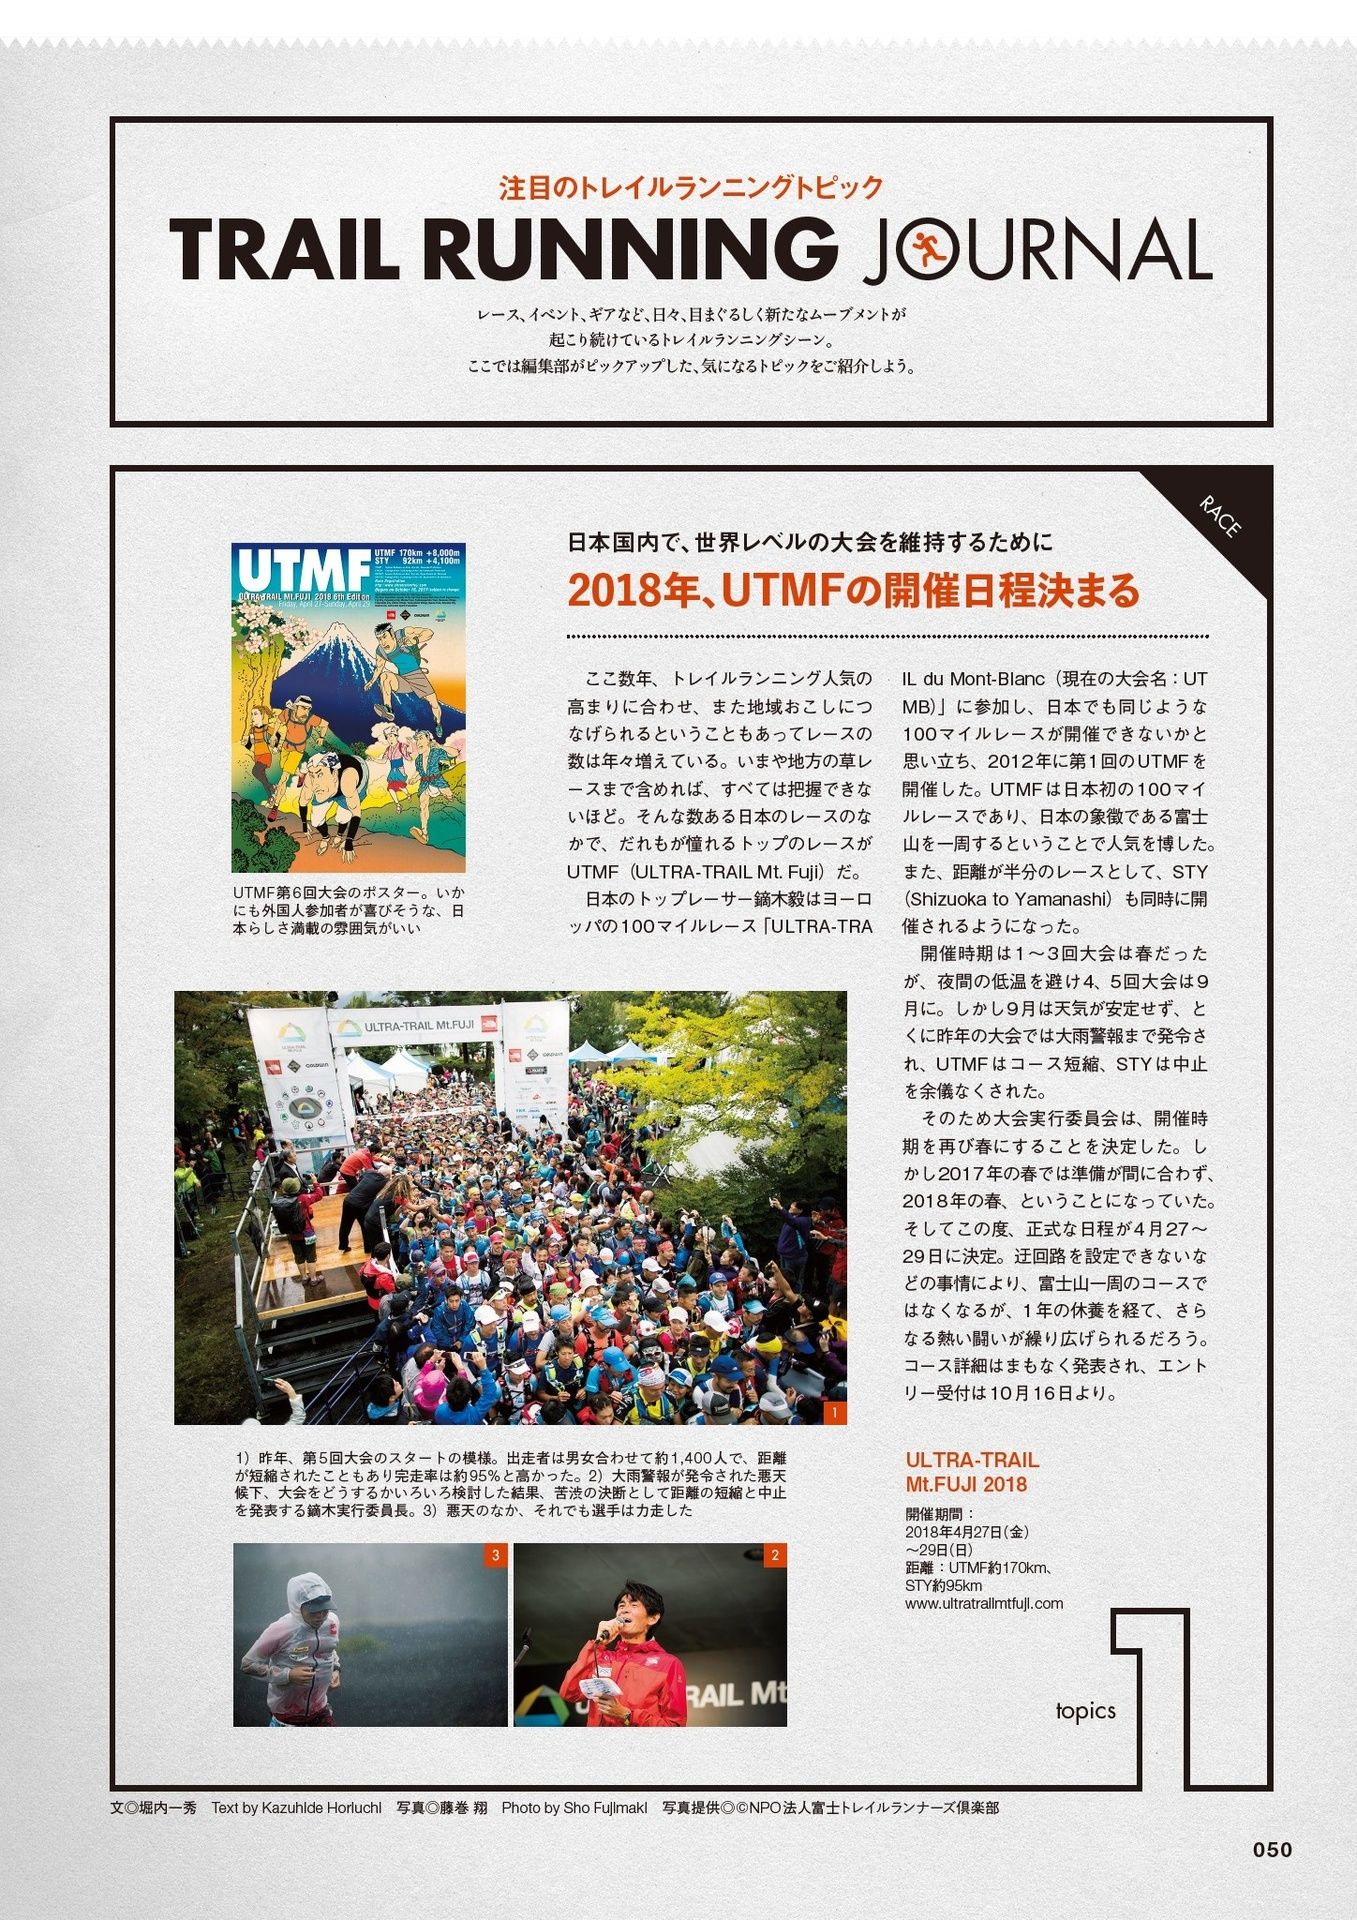 注目のトレイルランニングトピック
TRAIL RUNNING JOURNAL
レース、イベント、ギアなど、日々、目まぐるしく新たなムーブメントが
起こり続けているトレイルランニングシーン。
ここでは編集部がピックアップした、気になるトピックをご紹介しよう。
RACE
日本国内で、世界レベルの大会を維持するために
2018年、UTMFの開催日程決まる
UTMF
UTMF 170km +8,000m
STY 92km +4,100m
ULTRA-TRAIL Mt.FUJI 2018 6th Edition
Friday, April 27-Sunday, April 29
UTMF第6回大会のポスター。いか
にも外国人参加者が喜びそうな、日
本らしさ満載の雰囲気がいい
ここ数年、トレイルランニング人気の
高まりに合わせ、また地域おこしにつ
なげられるということもあってレースの
数は年々増えている。いまや地方の草レ
ースまで含めれば、すべては把握できな
いほど。そんな数ある日本のレースのな
かで、だれもが憧れるトップのレースが
UTMF（ULTRA-TRAIL Mt. Fuji）だ。
日本のトップレーサー鏑木毅はヨーロ
ッパの100マイルレース「ULTRA-TRA
IL du Mont-Blanc（現在の大会名：UT
MB）」に参加し、日本でも同じような
100マイルレースが開催できないかと
思い立ち、2012年に第1回のUTMFを
開催した。UTMFは日本初の100マイ
ルレースであり、日本の象徴である富士
山を一周するということで人気を博した。
また、距離が半分のレースとして、STY
（Shizuoka to Yamanashi）も同時に開
催されるようになった。
開催時期は1〜3回大会は春だった
が、夜間の低温を避け4、5回大会は9
月に。しかし9月は天気が安定せず、と
くに昨年の大会では大雨警報まで発令さ
れ、UTMFはコース短縮、STYは中止
を余儀なくされた。
そのため大会実行委員会は、開催時
期を再び春にすることを決定した。し
かし2017年の春では準備が間に合わず、
2018年の春、ということになっていた。
そしてこの度、正式な日程が4月27〜
29日に決定。迂回路を設定できないな
どの事情により、富士山一周のコースで
はなくなるが、1年の休養を経て、さら
なる熱い闘いが繰り広げられるだろう。
コース詳細はまもなく発表され、エント
リー受付は10月16日より。
ULTRA-TRAIL Mt.FUJI
1
1）昨年、第5回大会のスタートの模様。出走者は男女合わせて約1,400人で、距離
が短縮されたこともあり完走率は約95%と高かった。2）大雨警報が発令された悪天
候下、大会をどうするかいろいろ検討した結果、苦渋の決断として距離の短縮と中止
を発表する鏑木実行委員長。3）悪天のなか、それでも選手は力走した
3
2
RAIL Mt
ULTRA-TRAIL
Mt.FUJI 2018
開催期間：
2018年4月27日（金）
〜29日（日）
距離：UTMF約170km、
STY約95km
www.ultratrailmtfuji.com
topics
1
文◎堀内一秀 Text by Kazuhide Horiuchi 写真◎藤巻 翔 Photo by Sho Fujimaki 写真提供◎©NPO法人富士トレイルランナーズ倶楽部
050